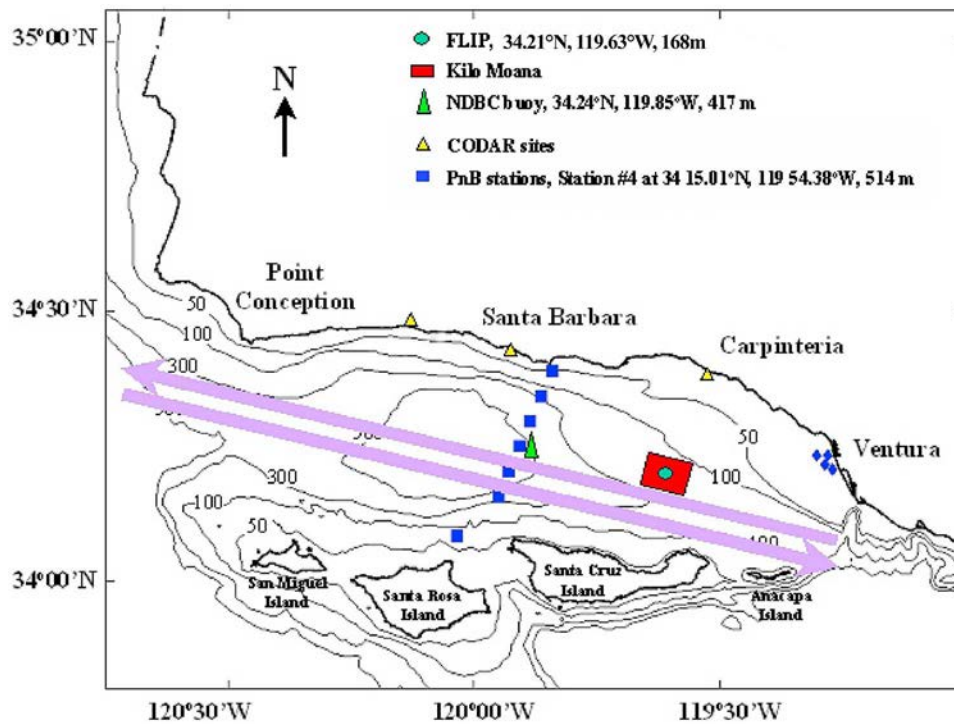 35°00'N
FLIP, 34.21°N, 119.63°W, 168m
Kilo Moana
N
NDBC buoy, 34.24°N, 119.85°W, 417 m
CODAR sites
PnB stations, Station #4 at 34 15.01°N, 119 54.38°W, 514 m
Point
Conception
34°30'N
50
Santa Barbara
100
Carpinteria
300
50
Ventura
100
300
100
100
50
34°00'N
San Miguel
Island
Santa Rosa
Island
Santa Cruz
Island
Anacapa
Island
120°30'W
120°00'W
119°30'W